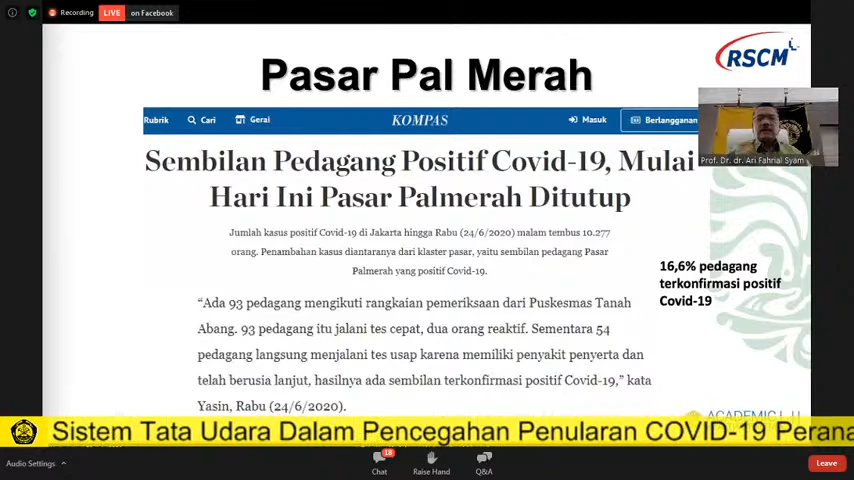 Recording
LIVE
on Facebook
Pasar Pal Merah
RSCM
Rubrik
Cari
Gerai
KOMPAS
Masuk
Berlangganan
Prof. Dr. dr. Ari Fahrial Syam
Sembilan Pedagang Positif Covid-19, Mulai
Hari Ini Pasar Palmerah Ditutup
Jumlah kasus positif Covid-19 di Jakarta hingga Rabu (24/6/2020) malam tembus 10.277
orang. Penambahan kasus diantaranya dari klaster pasar, yaitu sembilan pedagang Pasar
Palmerah yang positif Covid-19.
16,6% pedagang
terkonfirmasi positif
Covid-19
“Ada 93 pedagang mengikuti rangkaian pemeriksaan dari Puskesmas Tanah
Abang. 93 pedagang itu jalani tes cepat, dua orang reaktif. Sementara 54
pedagang langsung menjalani tes usap karena memiliki penyakit penyerta dan
telah berusia lanjut, hasilnya ada sembilan terkonfirmasi positif Covid-19,” kata
Yasin, Rabu (24/6/2020).
Sistem Tata Udara Dalam Pencegahan Penularan COVID-19 Perana
Audio Settings
18
Chat
Raise Hand
Q&A
Leave